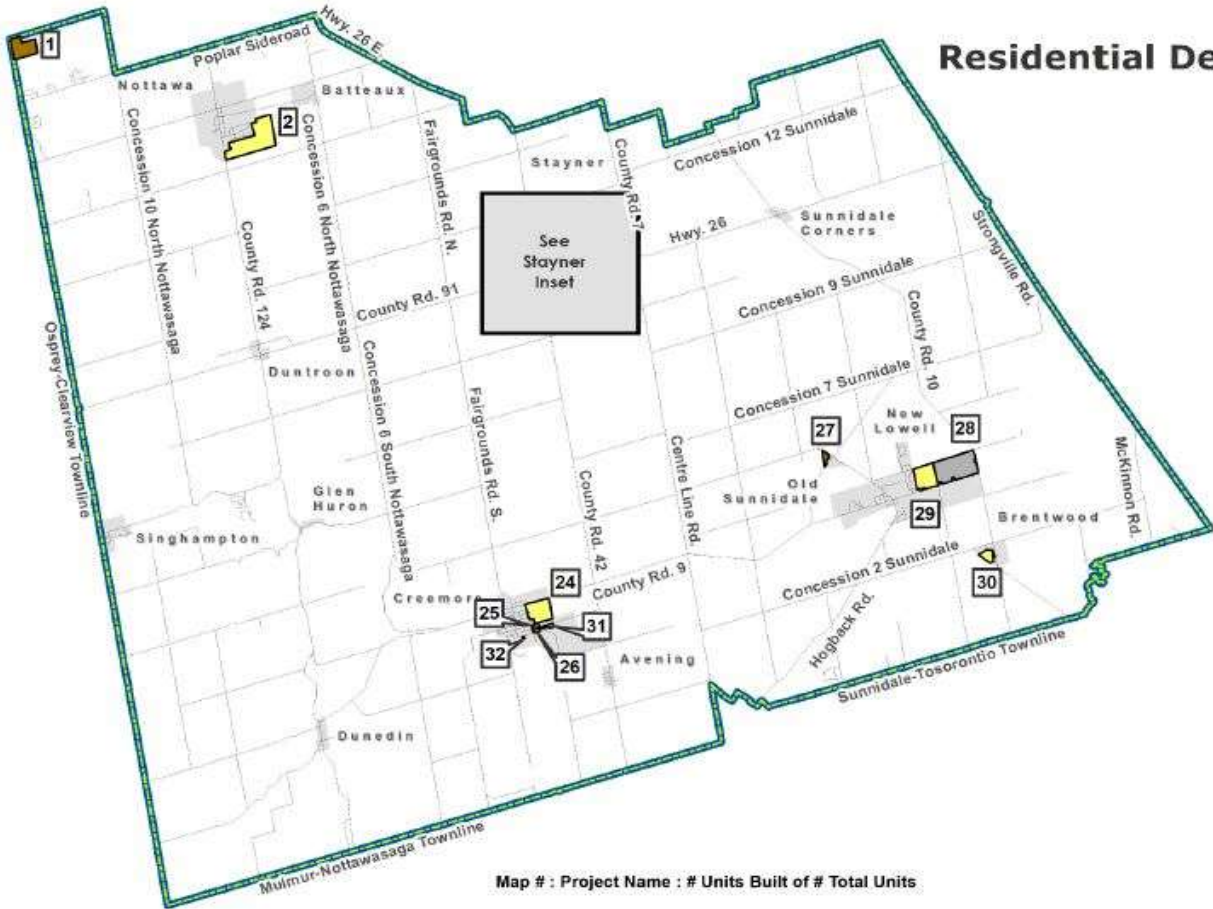 Residential De
Hwy. 26 E.
1
Poplar Sideroad
Nottawa
Batteaux
2
Concession 10 North Nottawasaga
Concession 6 North Nottawasaga
Fairgrounds Rd. N.
Stayner
County Rd. 7
Concession 12 Sunnidale
Sunnidale
Corners
Strongville Rd.
Hwy. 26
See
Stayner
Inset
County Rd. 124
County Rd. 91
Concession 9 Sunnidale
County Rd. 10
Osprey-Clearview Townline
Duntroon
Concession 6 South Nottawasaga
Fairgrounds Rd. S.
Concession 7 Sunnidale
New
Lowell
27
28
Old
Sunnidale
29
McKinnon Rd.
Brentwood
Centre Line Rd.
County Rd. 42
Glen
Huron
Singhampton
Concession 2 Sunnidale
30
County Rd. 9
Creemore
24
25
31
32
26
Avening
Hogback Rd.
Sunnidale-Tosorontio Townline
Dunedin
Mulmur-Nottawasaga Townline
Map # : Project Name : # Units Built of # Total Units